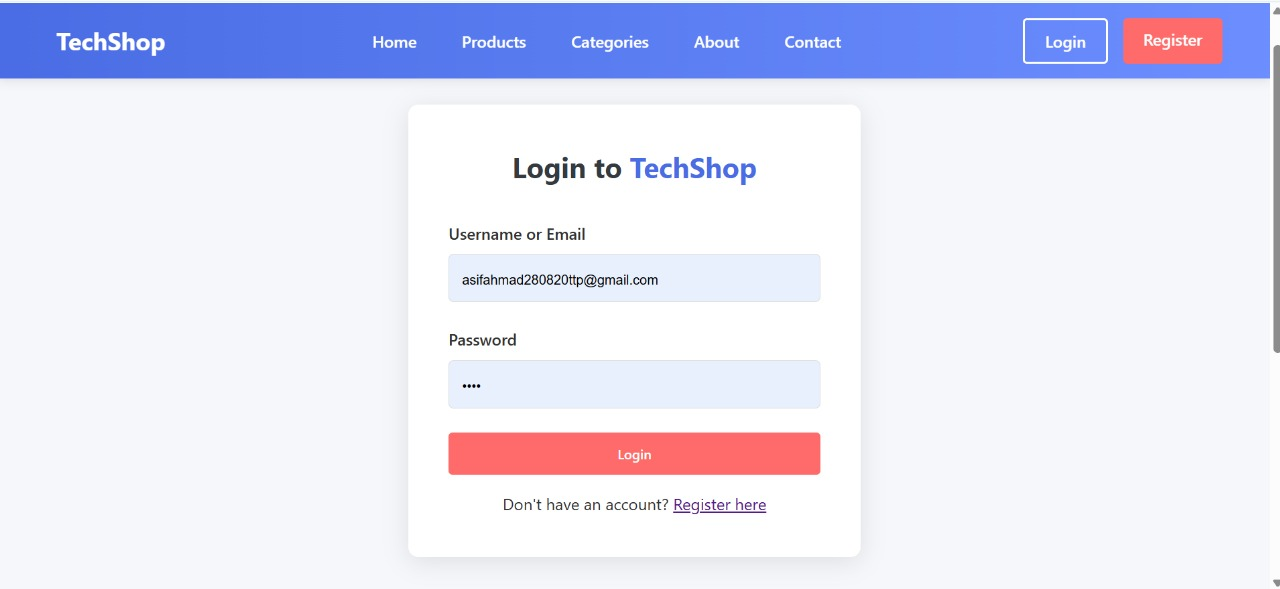 TechShop Home Products Categories About Contact Login Register
Login to TechShop
Username or Email
asifahmad280820ttp@gmail.com
Password
••••
Login
Don't have an account? Register here